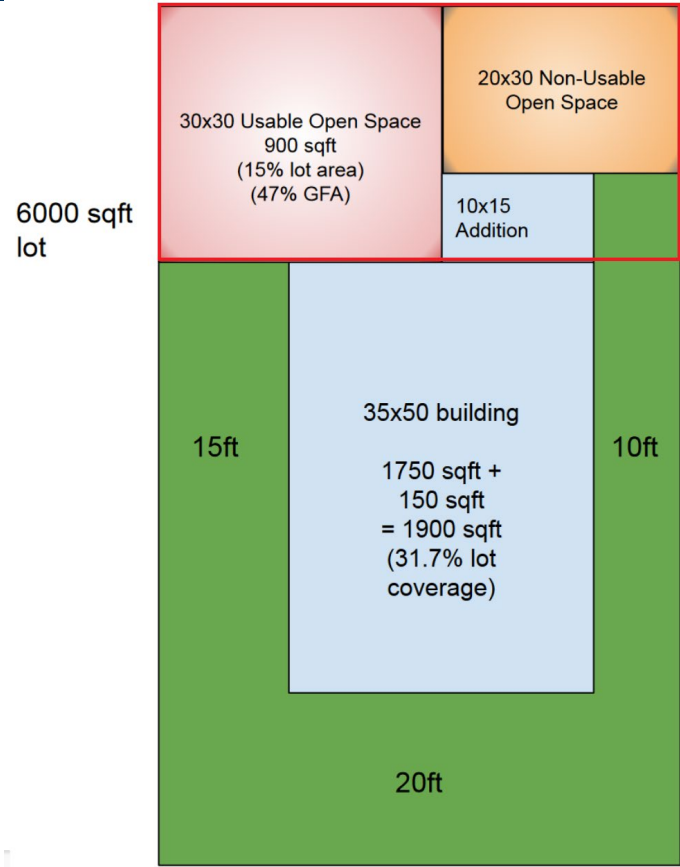 6000 sqft
lot
30x30 Usable Open Space
900 sqft
(15% lot area)
(47% GFA)
20x30 Non-Usable
Open Space
10x15
Addition
15ft
35x50 building
1750 sqft +
150 sqft
= 1900 sqft
(31.7% lot
coverage)
10ft
20ft